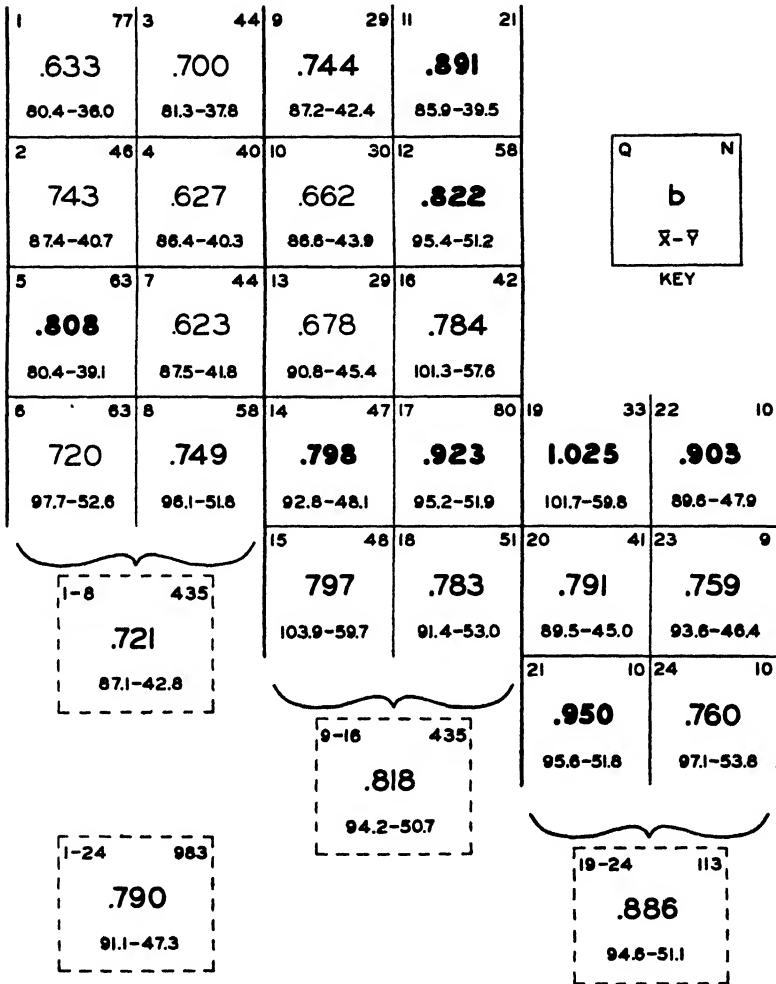 1 77 3 44 9 29 11 21
.633 .700 .744 .891
80.4-36.0 81.3-37.8 87.2-42.4 85.9-39.5
2 46 4 40 10 30 12 58
743 .627 .662 .822
87.4-40.7 86.4-40.3 86.6-43.9 95.4-51.2
Q N
b
X̄-Ȳ
KEY
5 63 7 44 13 29 16 42
.808 .623 .678 .784
80.4-39.1 87.5-41.8 90.8-45.4 101.3-57.6
6 63 8 58 14 47 17 80 19 33 22 10
720 .749 .798 .923 1.025 .903
97.7-52.6 96.1-51.8 92.8-48.1 95.2-51.9 101.7-59.8 89.6-47.9
15 48 18 51 20 41 23 9
797 .783 .791 .759
103.9-59.7 91.4-53.0 89.5-45.0 93.6-46.4
1-8 435
.721
87.1-42.8
21 10 24 10
.950 .760
95.6-51.8 97.1-53.8
9-16 435
.818
94.2-50.7
1-24 983
.790
91.1-47.3
19-24 113
.886
94.6-51.1